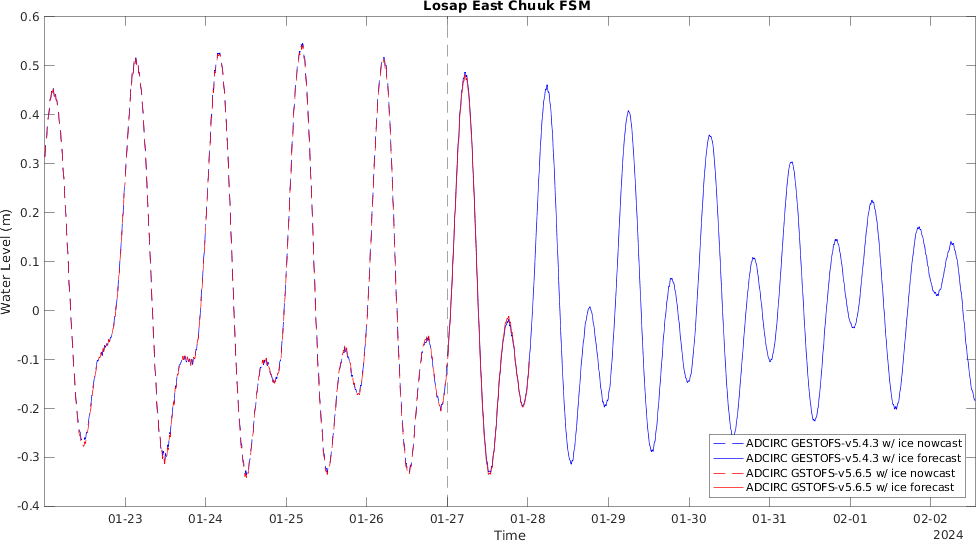 Losap East Chuuk FSM
0.6
0.5
0.4
0.3
0.2
0.1
0
-0.1
-0.2
-0.3
-0.4
Water Level (m)
ADCIRC GESTOFS-v5.4.3 w/ ice nowcast
ADCIRC GSTOFS-v5.4.3 w/ ice forecast
ADCIRC GSTOFS-v5.6.5 w/ ice nowcast
ADCIRC GSTOFS-v5.6.5 w/ ice forecast
01-23 01-24 01-25 01-26 01-27 01-28 01-29 01-30 01-31 02-01 02-02
Time
2024